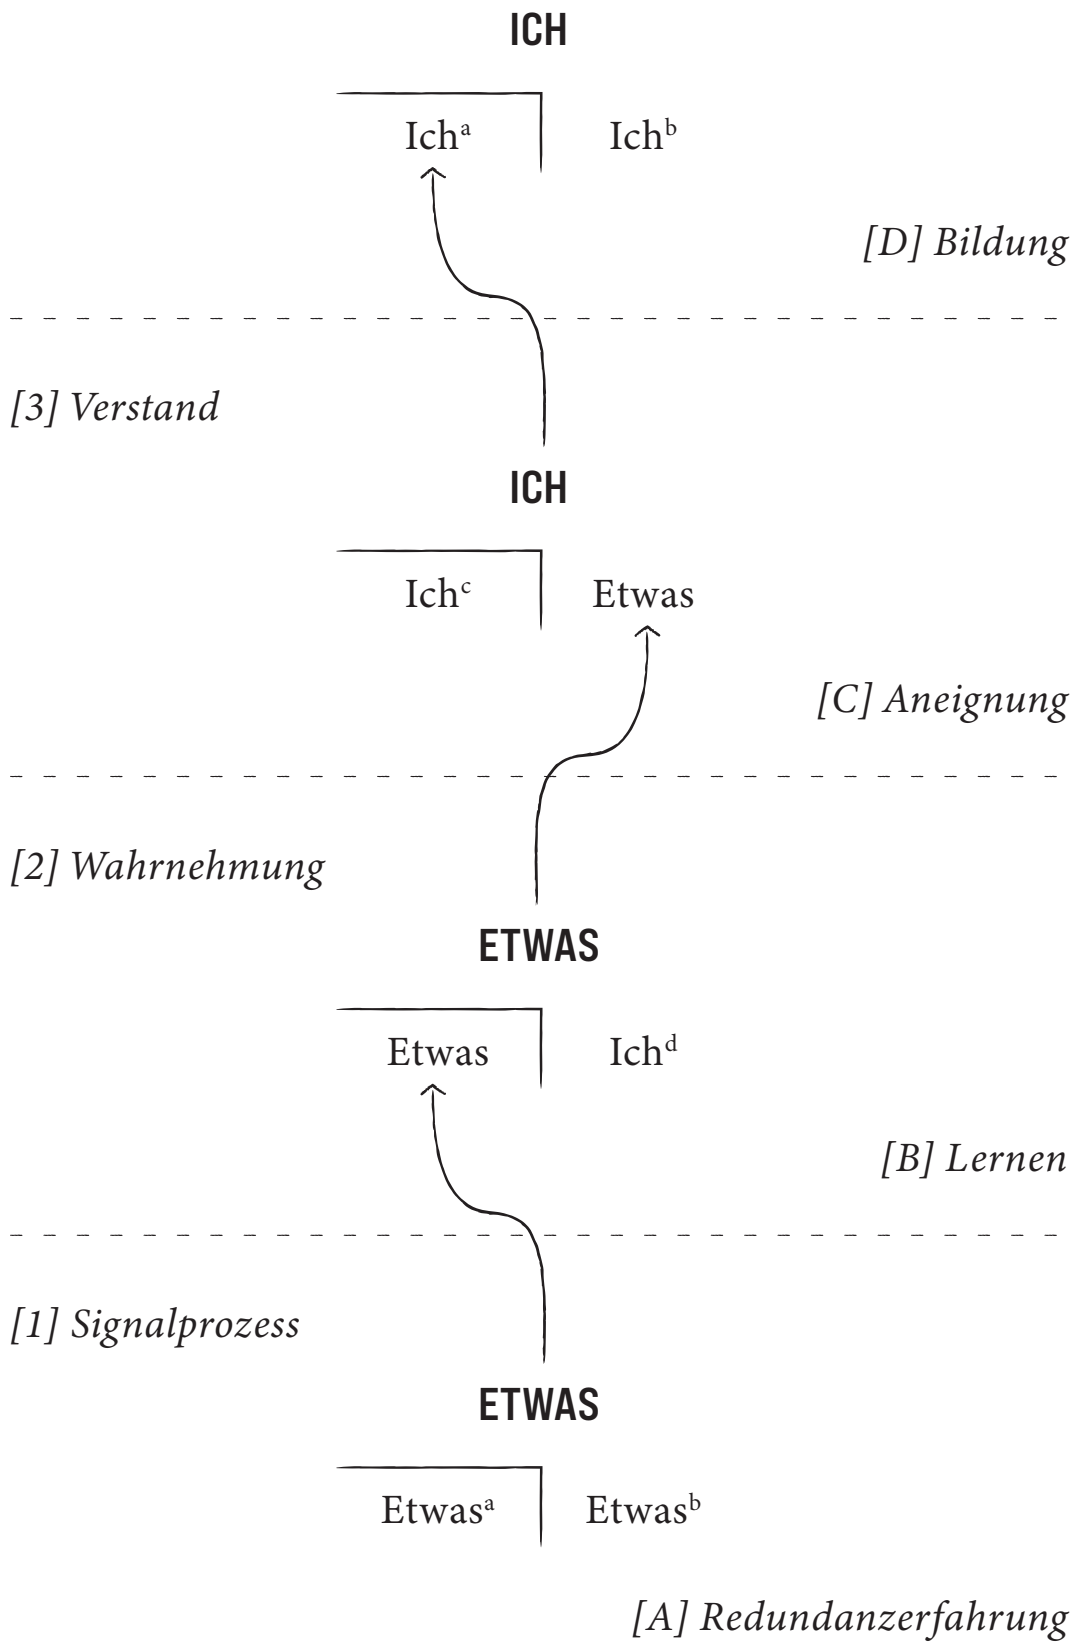 ICH
Ichᵃ Ichᵇ
[D] Bildung
[3] Verstand
ICH
Ichᶜ Etwas
[C] Aneignung
[2] Wahrnehmung
ETWAS
Etwas Ichᵈ
[B] Lernen
[1] Signalprozess
ETWAS
Etwasᵃ Etwasᵇ
[A] Redundanzerfahrung